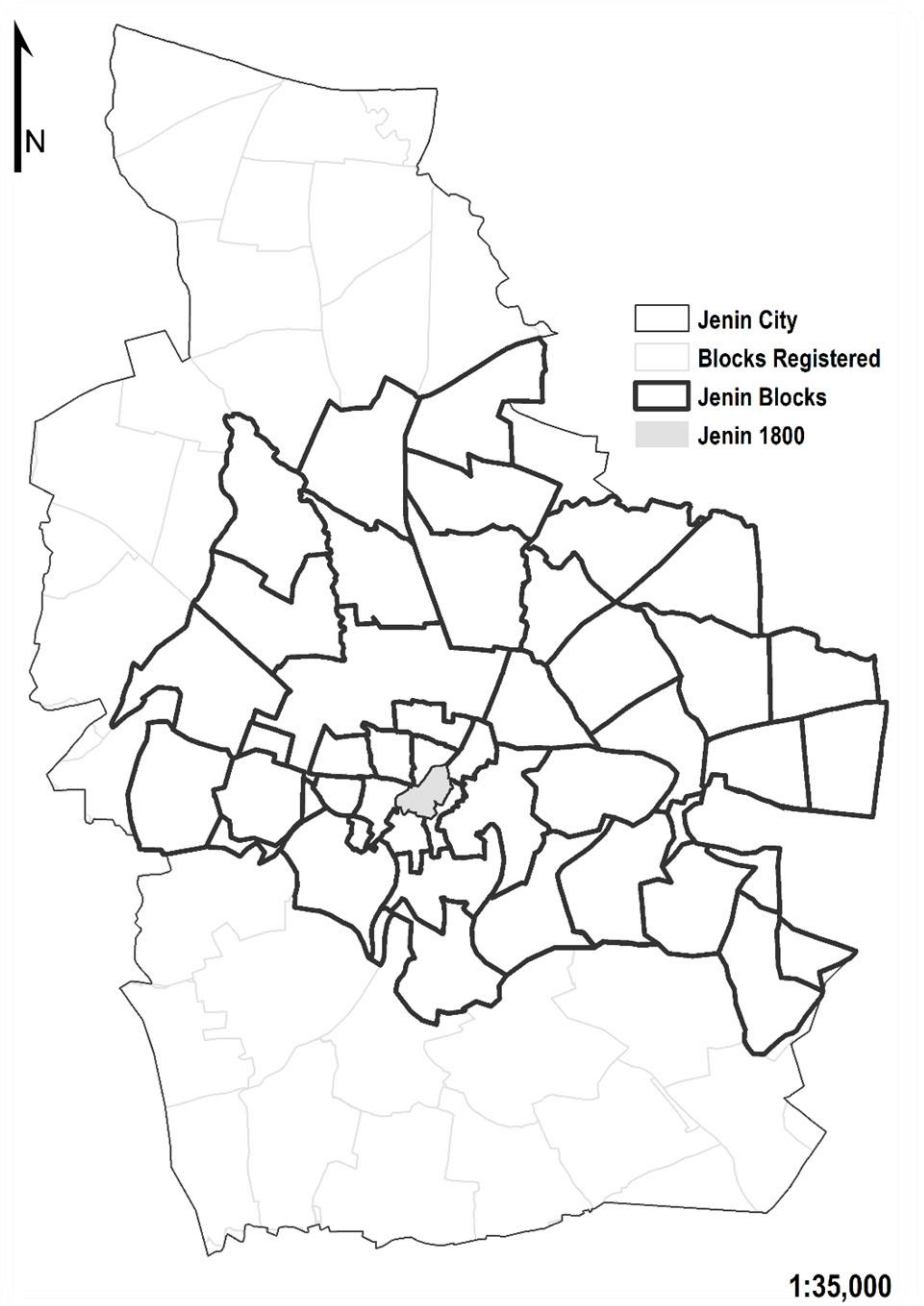 N
Jenin City
Blocks Registered
Jenin Blocks
Jenin 1800
1:35,000